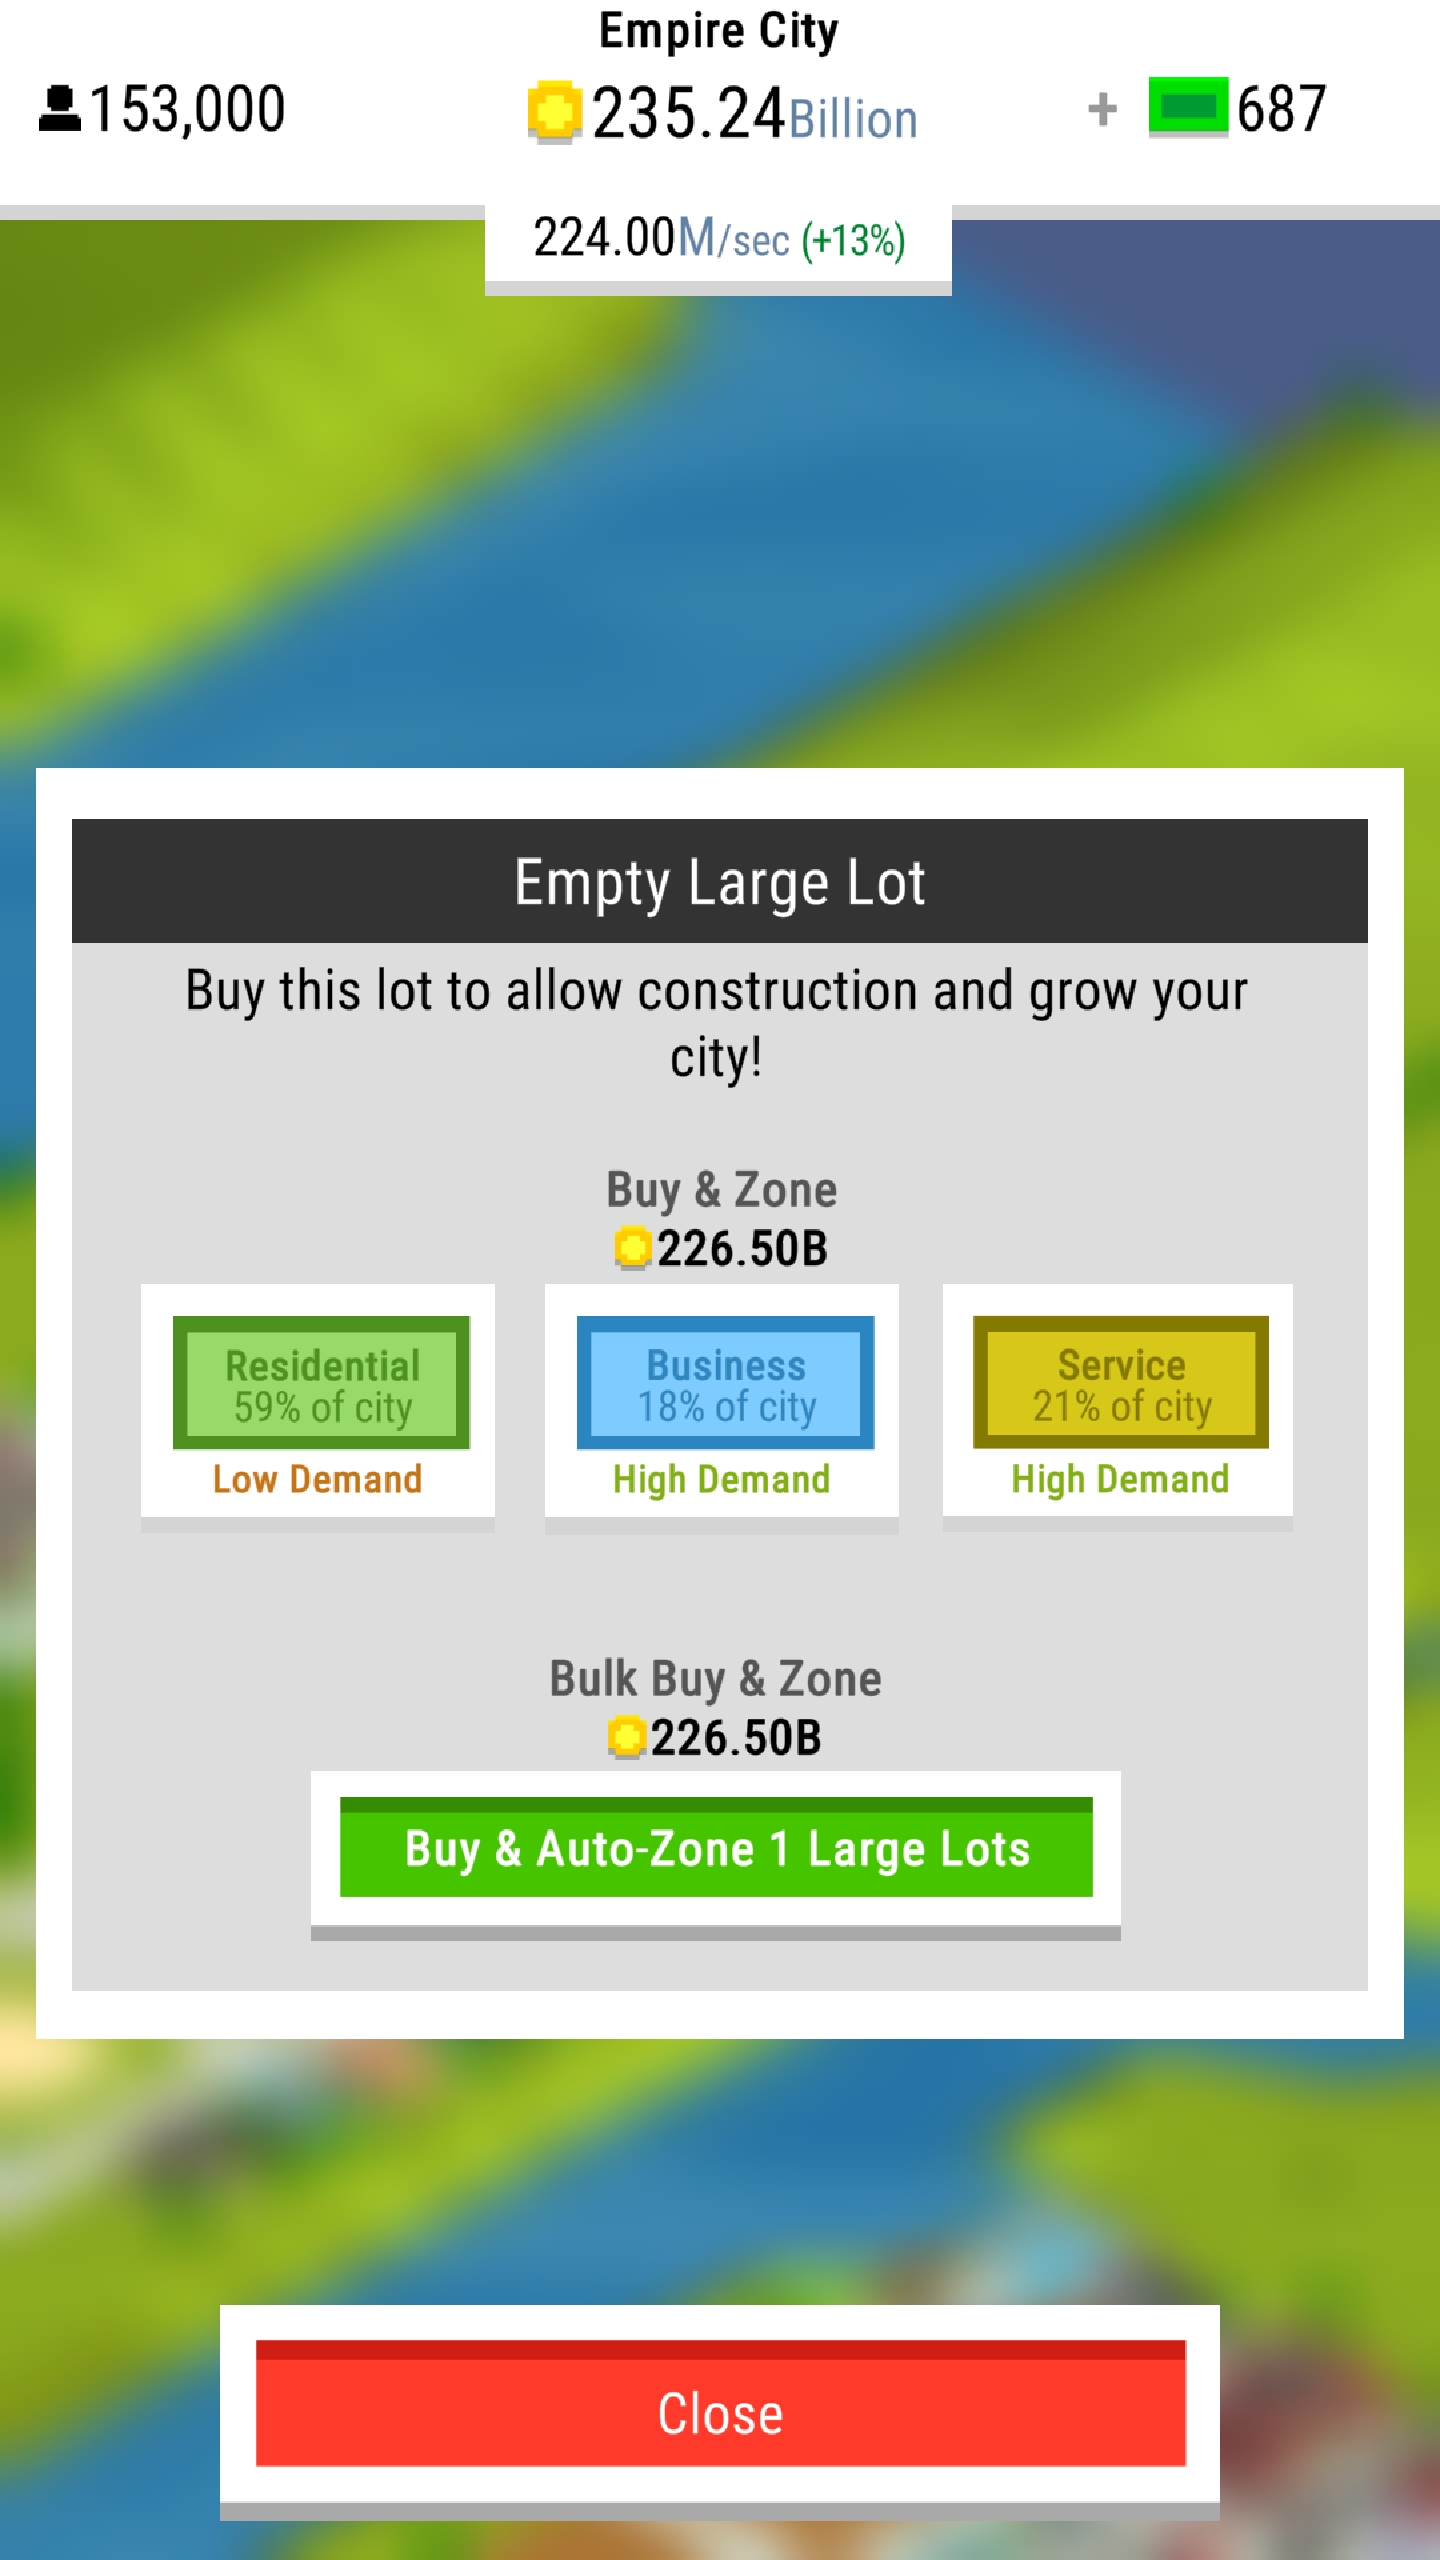 Empire City
153,000
235.24Billion
+ 687
224.00M/sec (+13%)
Empty Large Lot
Buy this lot to allow construction and grow your
city!
Buy & Zone
226.50B
Residential
59% of city
Low Demand
Business
18% of city
High Demand
Service
21% of city
High Demand
Bulk Buy & Zone
226.50B
Buy & Auto-Zone 1 Large Lots
Close